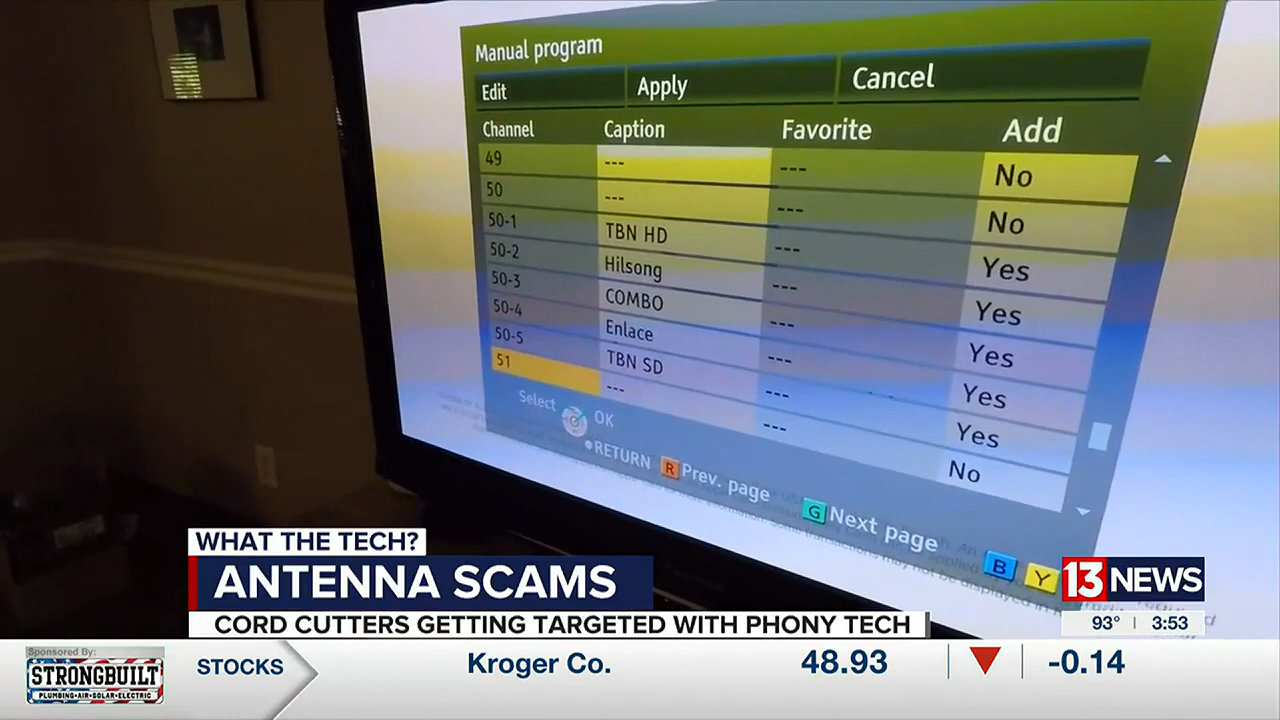 Manual program
Edit Apply Cancel
Channel Caption Favorite Add
49 --- --- No
50 --- --- No
50-1 TBN HD --- Yes
50-2 Hilsong --- Yes
50-3 COMBO --- Yes
50-4 Enlace --- Yes
50-5 TBN SD --- Yes
51 --- --- No
Select OK
RETURN R Prev. page G Next page B Y
WHAT THE TECH?
ANTENNA SCAMS
CORD CUTTERS GETTING TARGETED WITH PHONY TECH
13 NEWS
93° 3:53
Sponsored By:
STRONGBUILT
PLUMBING•AIR•SOLAR•ELECTRIC
STOCKS Kroger Co. 48.93 -0.14